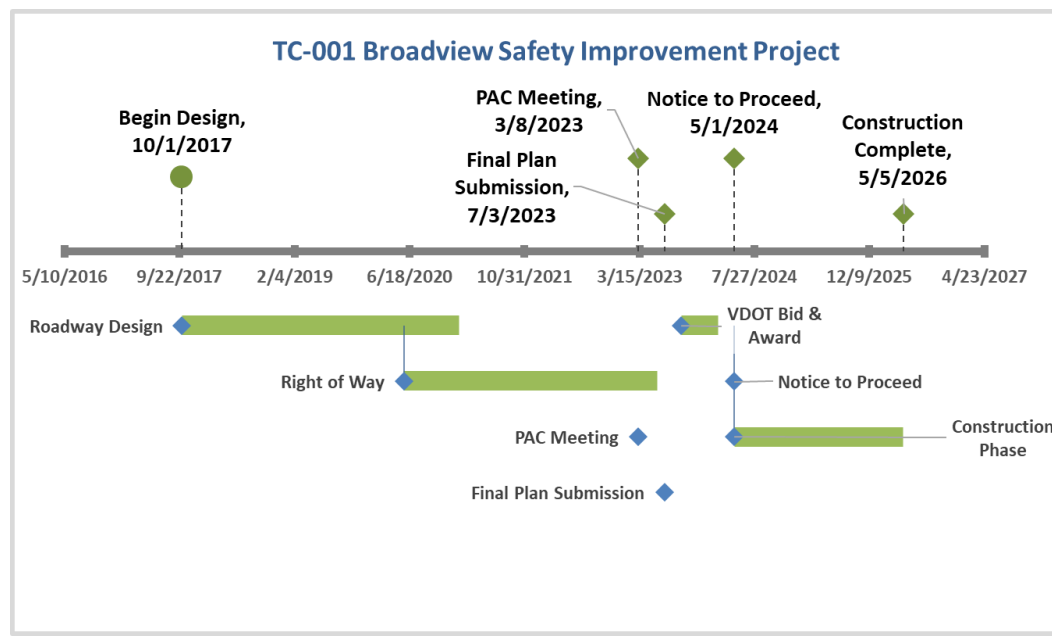 TC-001 Broadview Safety Improvement Project
Begin Design,
10/1/2017
PAC Meeting,
3/8/2023
Final Plan
Submission,
7/3/2023
Notice to Proceed,
5/1/2024
Construction
Complete,
5/5/2026
5/10/2016
9/22/2017
2/4/2019
6/18/2020
10/31/2021
3/15/2023
7/27/2024
12/9/2025
4/23/2027
Roadway Design
VDOT Bid &
Award
Right of Way
Notice to Proceed
PAC Meeting
Construction
Phase
Final Plan Submission